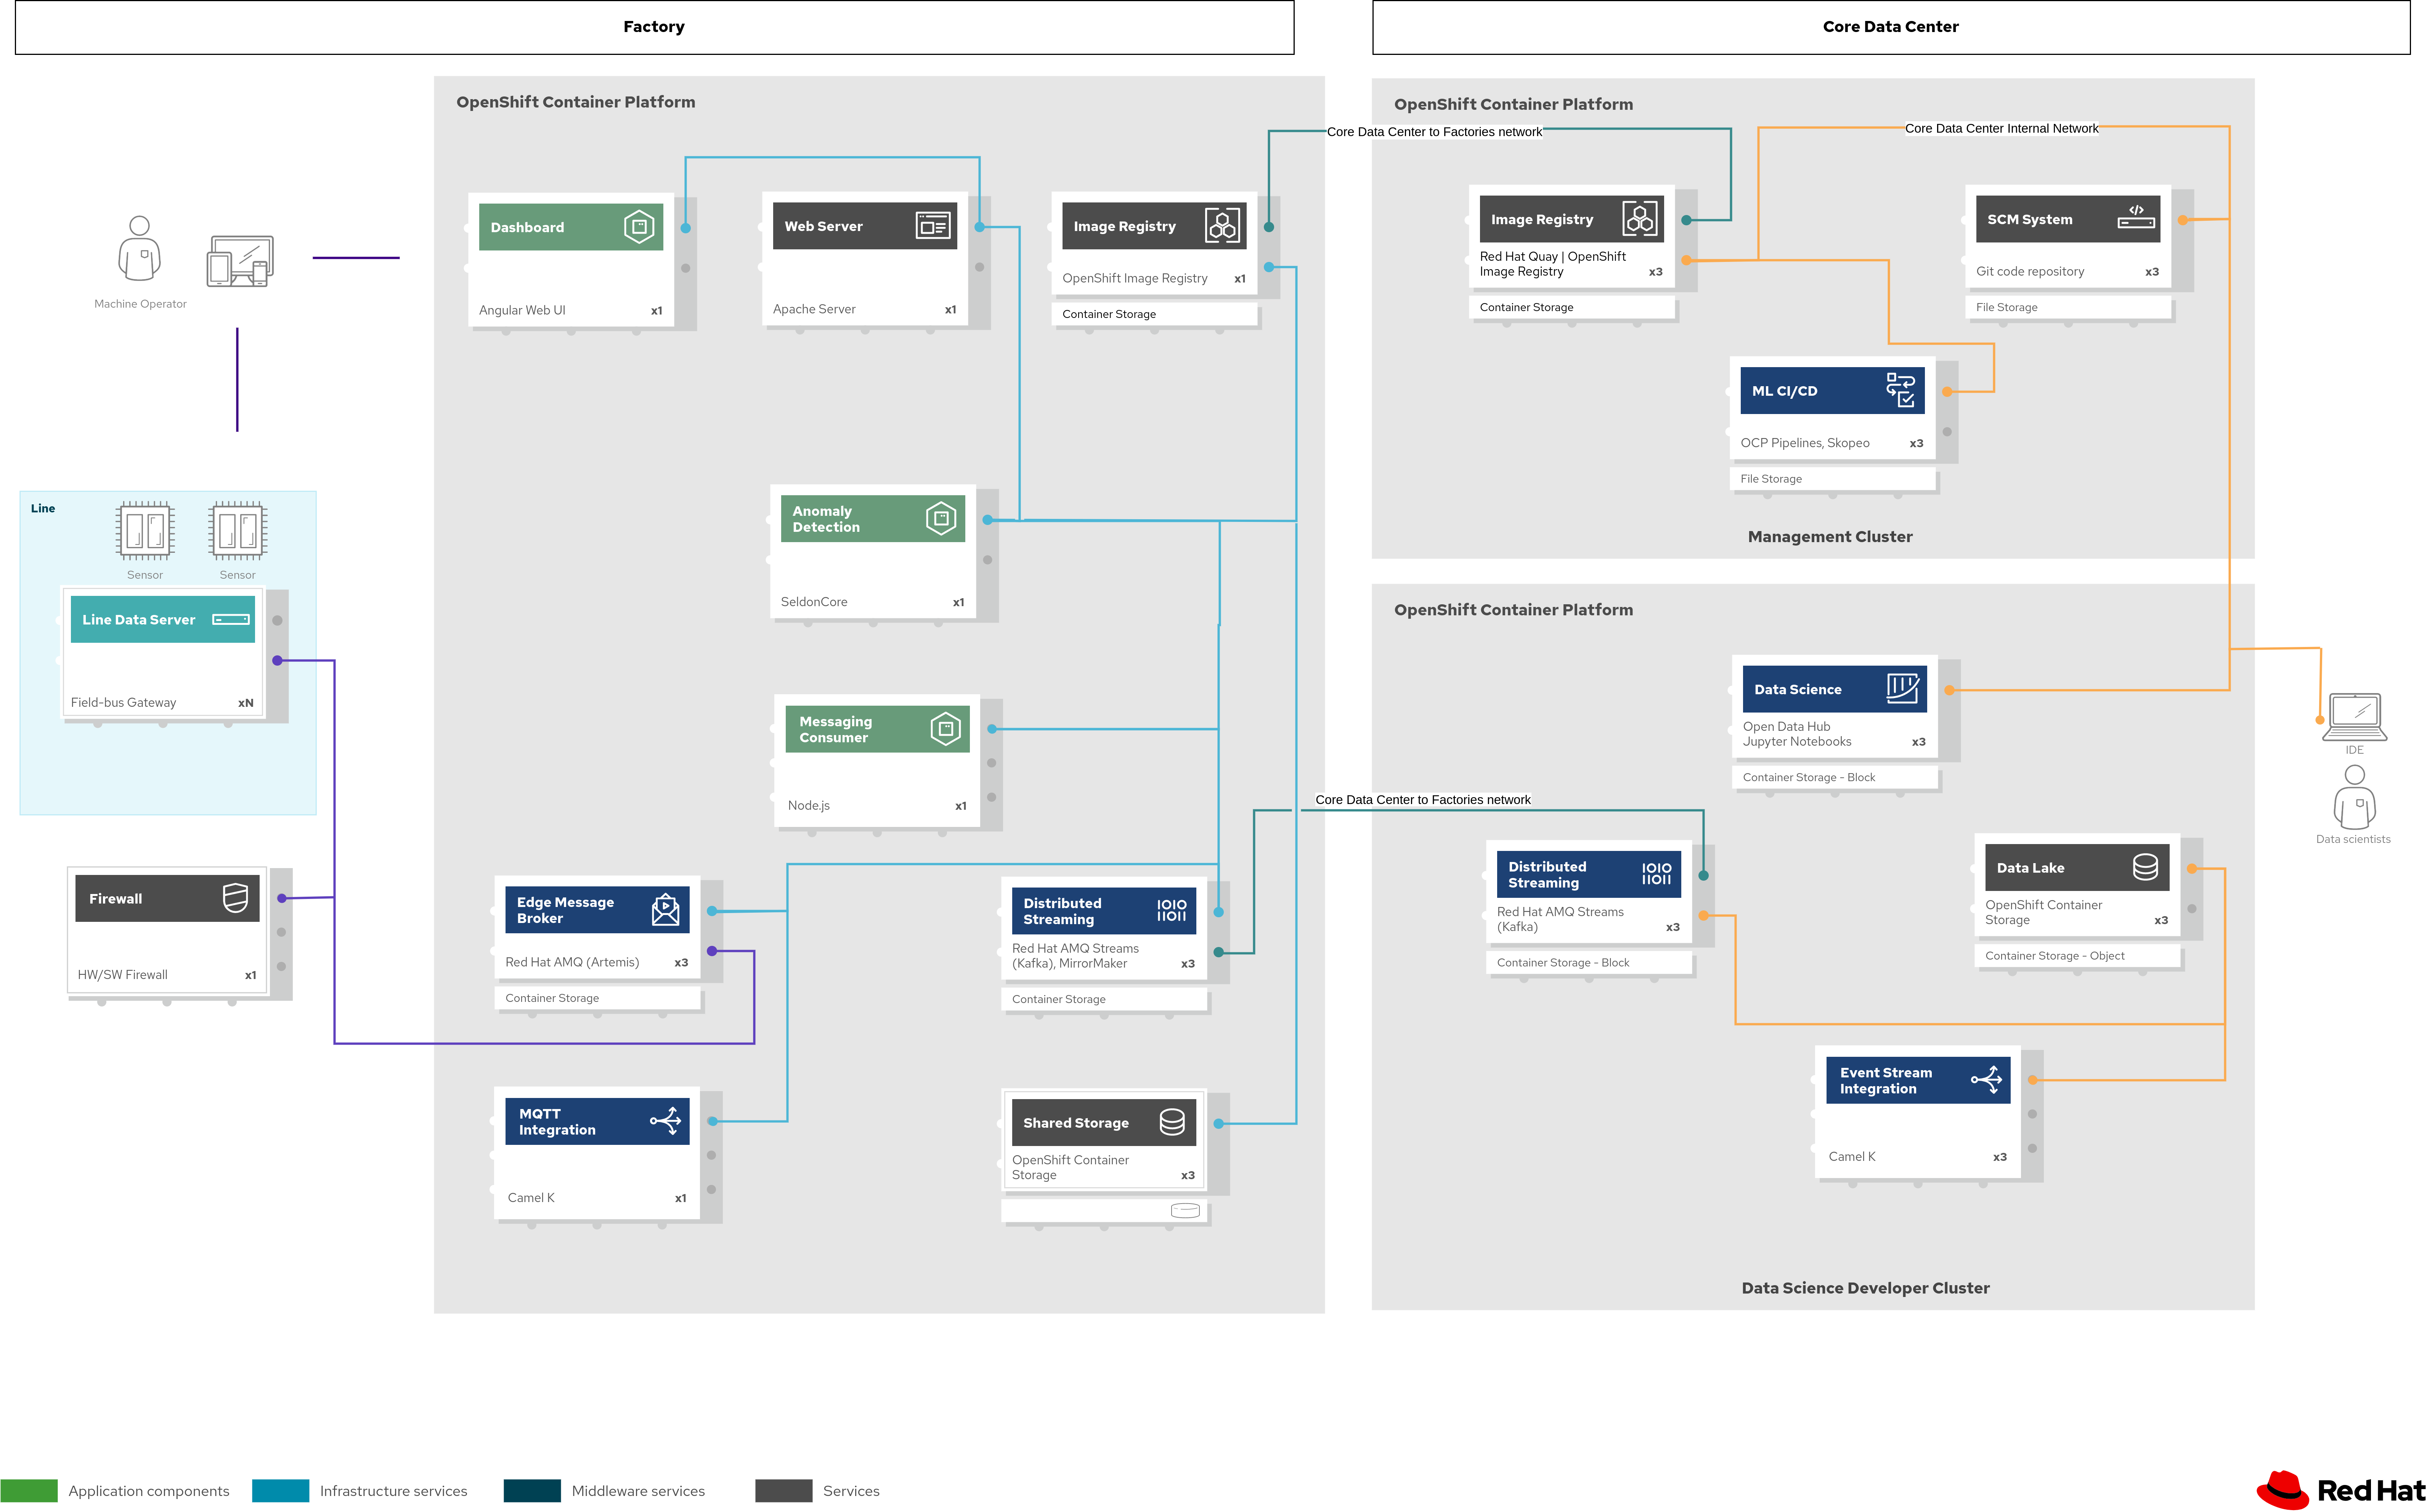 Factory
Core Data Center
OpenShift Container Platform
Dashboard
Angular Web UI
x1
Web Server
Apache Server
x1
Image Registry
OpenShift Image Registry
x1
Container Storage
Machine Operator
Line
Sensor
Sensor
Line Data Server
Field-bus Gateway
xN
Firewall
HW/SW Firewall
x1
Anomaly
Detection
SeldonCore
x1
Messaging
Consumer
Node.js
x1
Edge Message
Broker
Red Hat AMQ (Artemis)
x3
Container Storage
Distributed
Streaming
IOIO
IIOII
Red Hat AMQ Streams
(Kafka), MirrorMaker
x3
Container Storage
MQTT
Integration
Camel K
x1
Shared Storage
OpenShift Container
Storage
x3
Core Data Center to Factories network
Core Data Center to Factories network
OpenShift Container Platform
Core Data Center Internal Network
Image Registry
Red Hat Quay | OpenShift
Image Registry
x3
Container Storage
SCM System
Git code repository
x3
File Storage
ML CI/CD
OCP Pipelines, Skopeo
x3
File Storage
Management Cluster
OpenShift Container Platform
Data Science
Open Data Hub
Jupyter Notebooks
x3
Container Storage - Block
IDE
Data scientists
Distributed
Streaming
IOIO
IIOII
Red Hat AMQ Streams
(Kafka)
x3
Container Storage - Block
Data Lake
OpenShift Container
Storage
x3
Container Storage - Object
Event Stream
Integration
Camel K
x3
Data Science Developer Cluster
Application components
Infrastructure services
Middleware services
Services
Red Hat